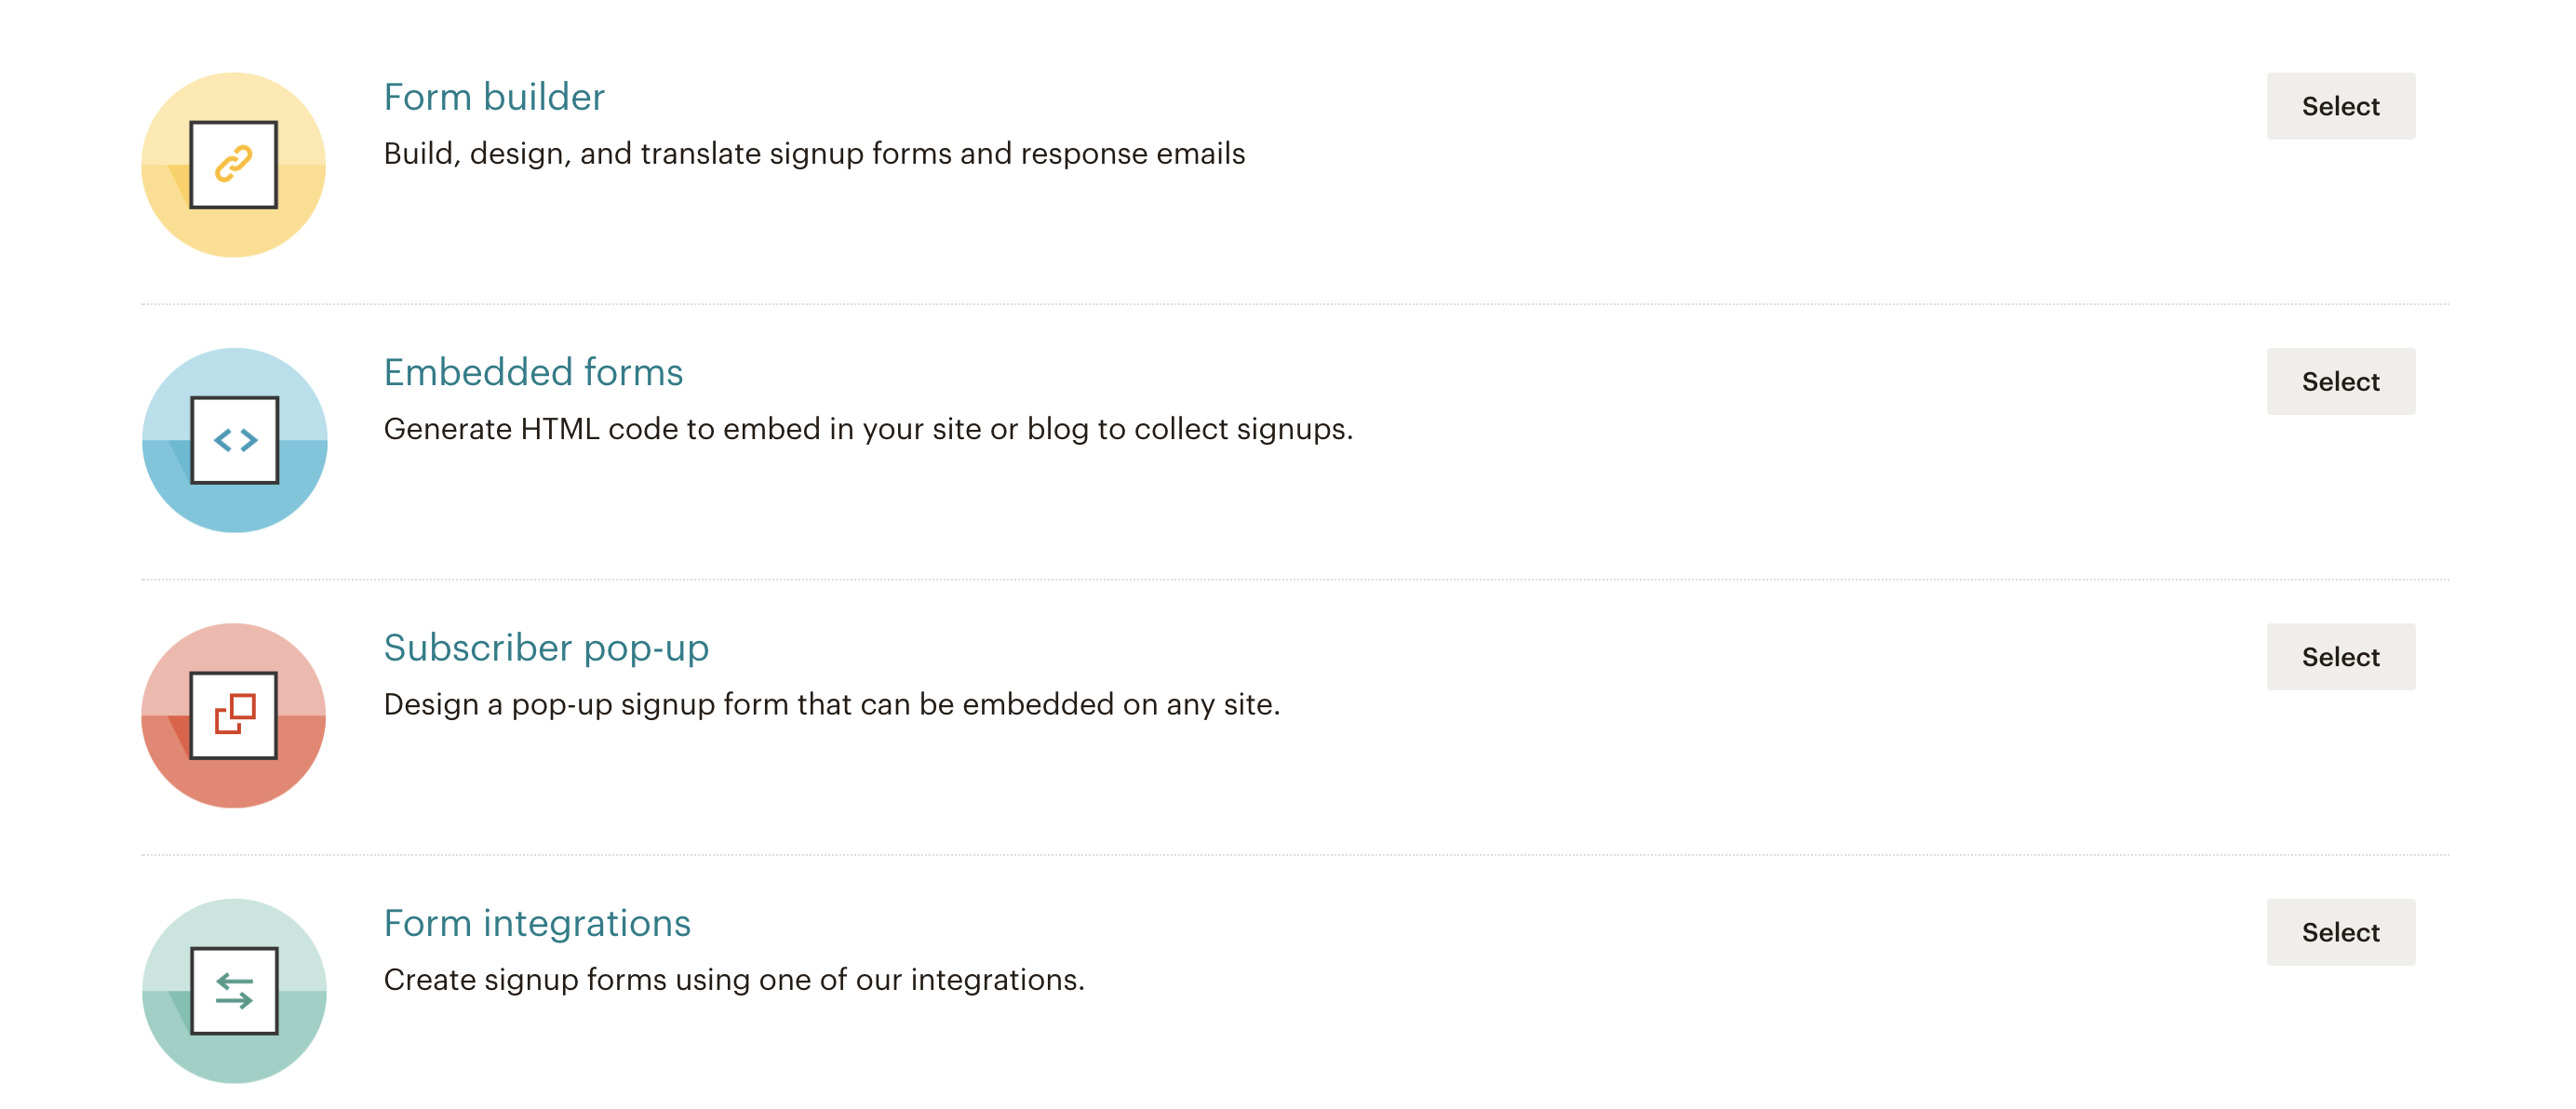 Form builder
Select
Build, design, and translate signup forms and response emails
Embedded forms
Select
Generate HTML code to embed in your site or blog to collect signups.
Subscriber pop-up
Select
Design a pop-up signup form that can be embedded on any site.
Form integrations
Select
Create signup forms using one of our integrations.